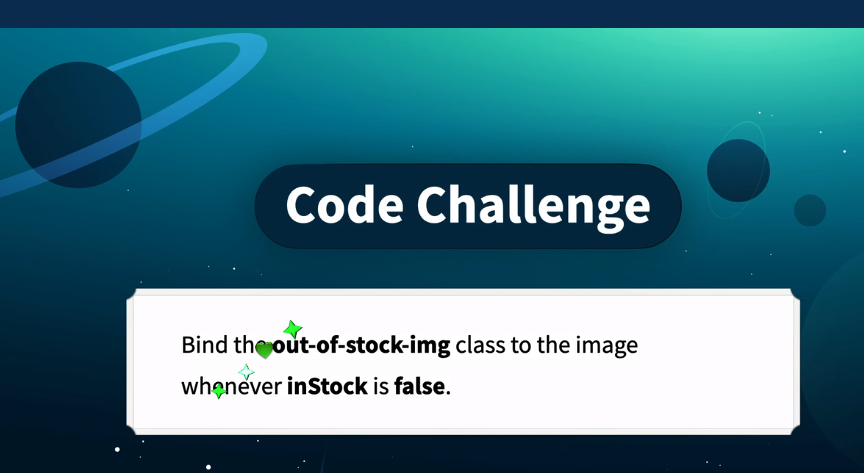 Code Challenge
Bind the out-of-stock-img class to the image
whenever inStock is false.